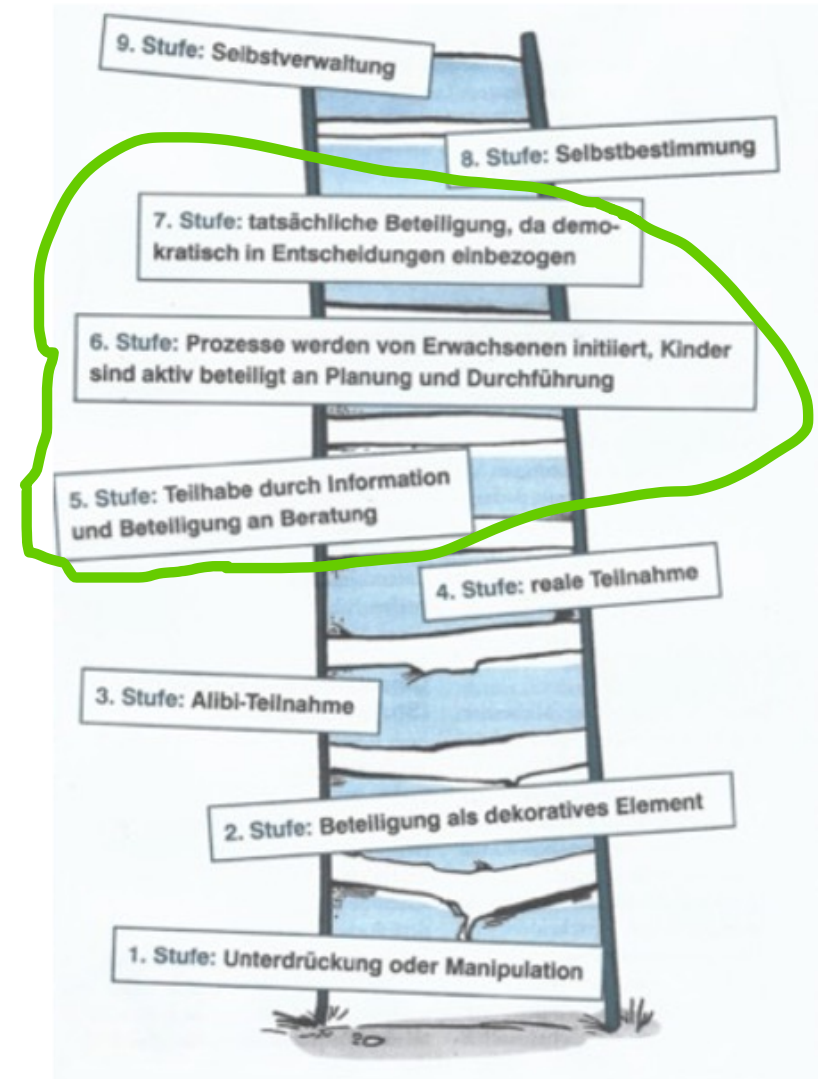 9. Stufe: Selbstverwaltung
8. Stufe: Selbstbestimmung
7. Stufe: tatsächliche Beteiligung, da demo-
kratisch in Entscheidungen einbezogen
6. Stufe: Prozesse werden von Erwachsenen initiiert, Kinder
sind aktiv beteiligt an Planung und Durchführung
5. Stufe: Teilhabe durch Information
und Beteiligung an Beratung
4. Stufe: reale Teilnahme
3. Stufe: Alibi-Teilnahme
2. Stufe: Beteiligung als dekoratives Element
1. Stufe: Unterdrückung oder Manipulation